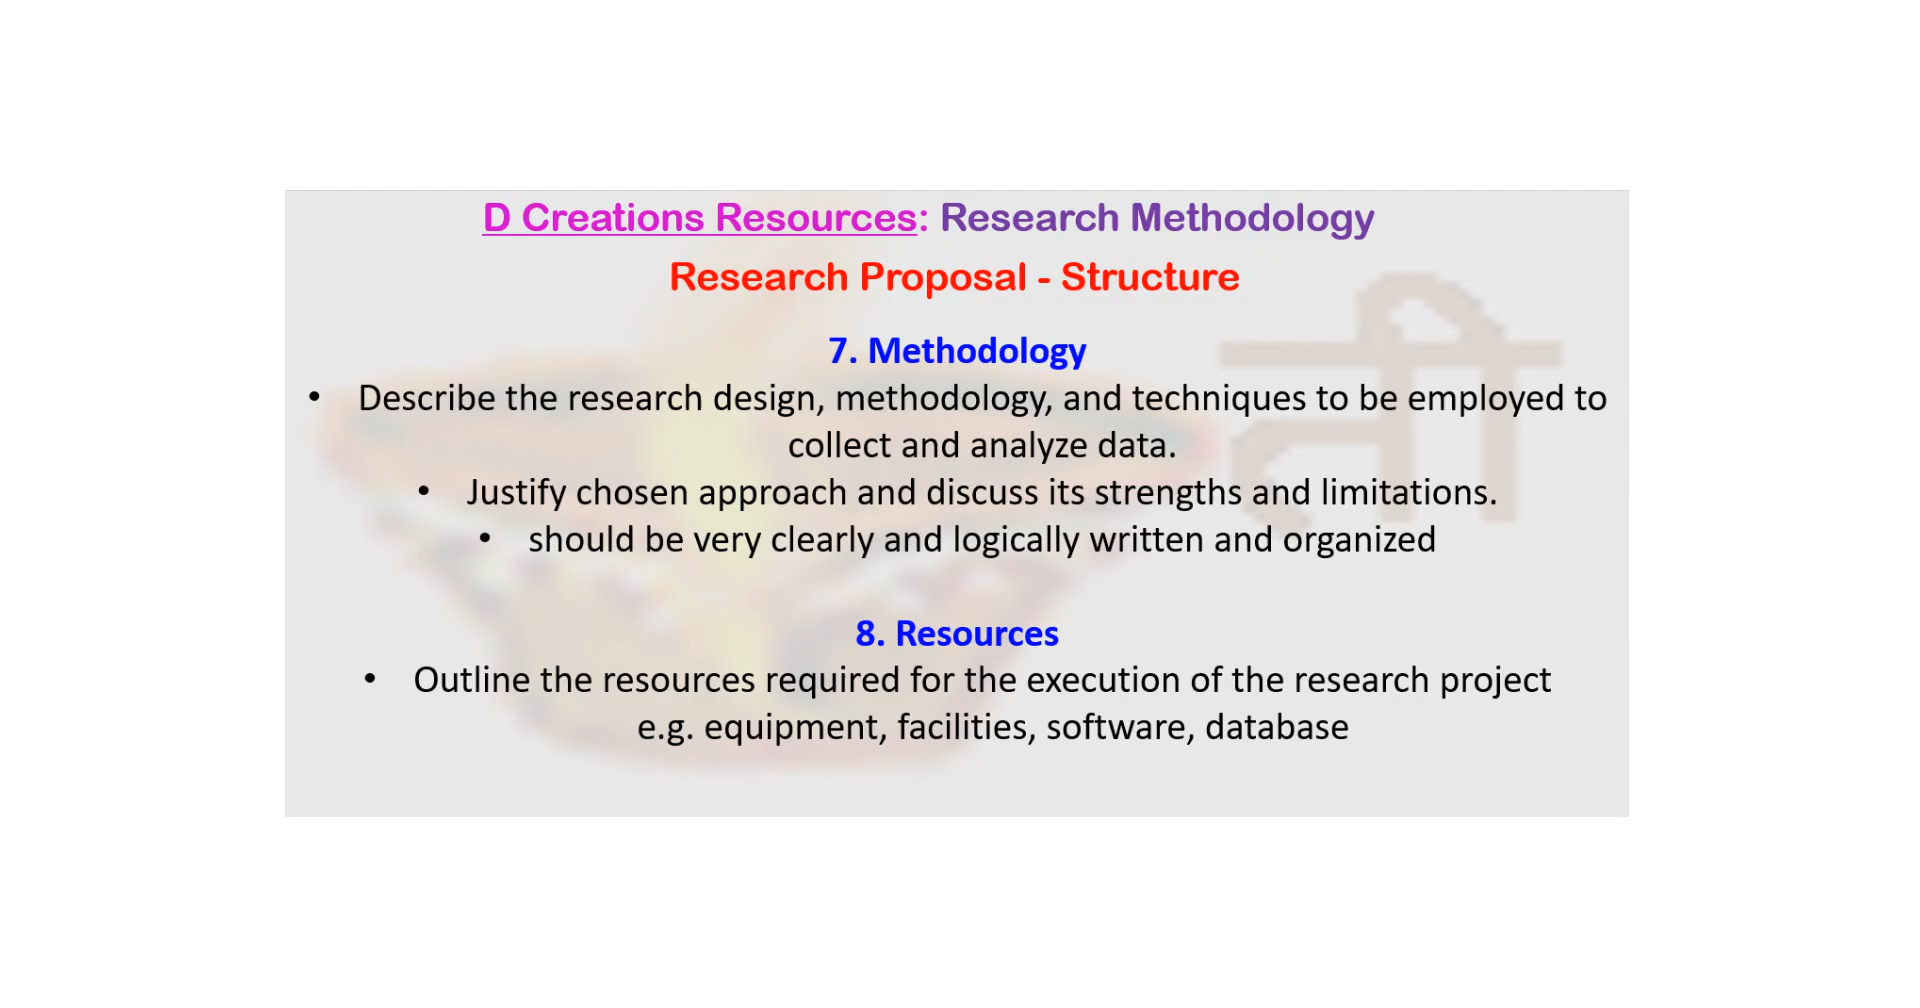 D Creations Resources: Research Methodology
Research Proposal - Structure
7. Methodology
• Describe the research design, methodology, and techniques to be employed to
collect and analyze data.
• Justify chosen approach and discuss its strengths and limitations.
• should be very clearly and logically written and organized
8. Resources
• Outline the resources required for the execution of the research project
e.g. equipment, facilities, software, database
ती